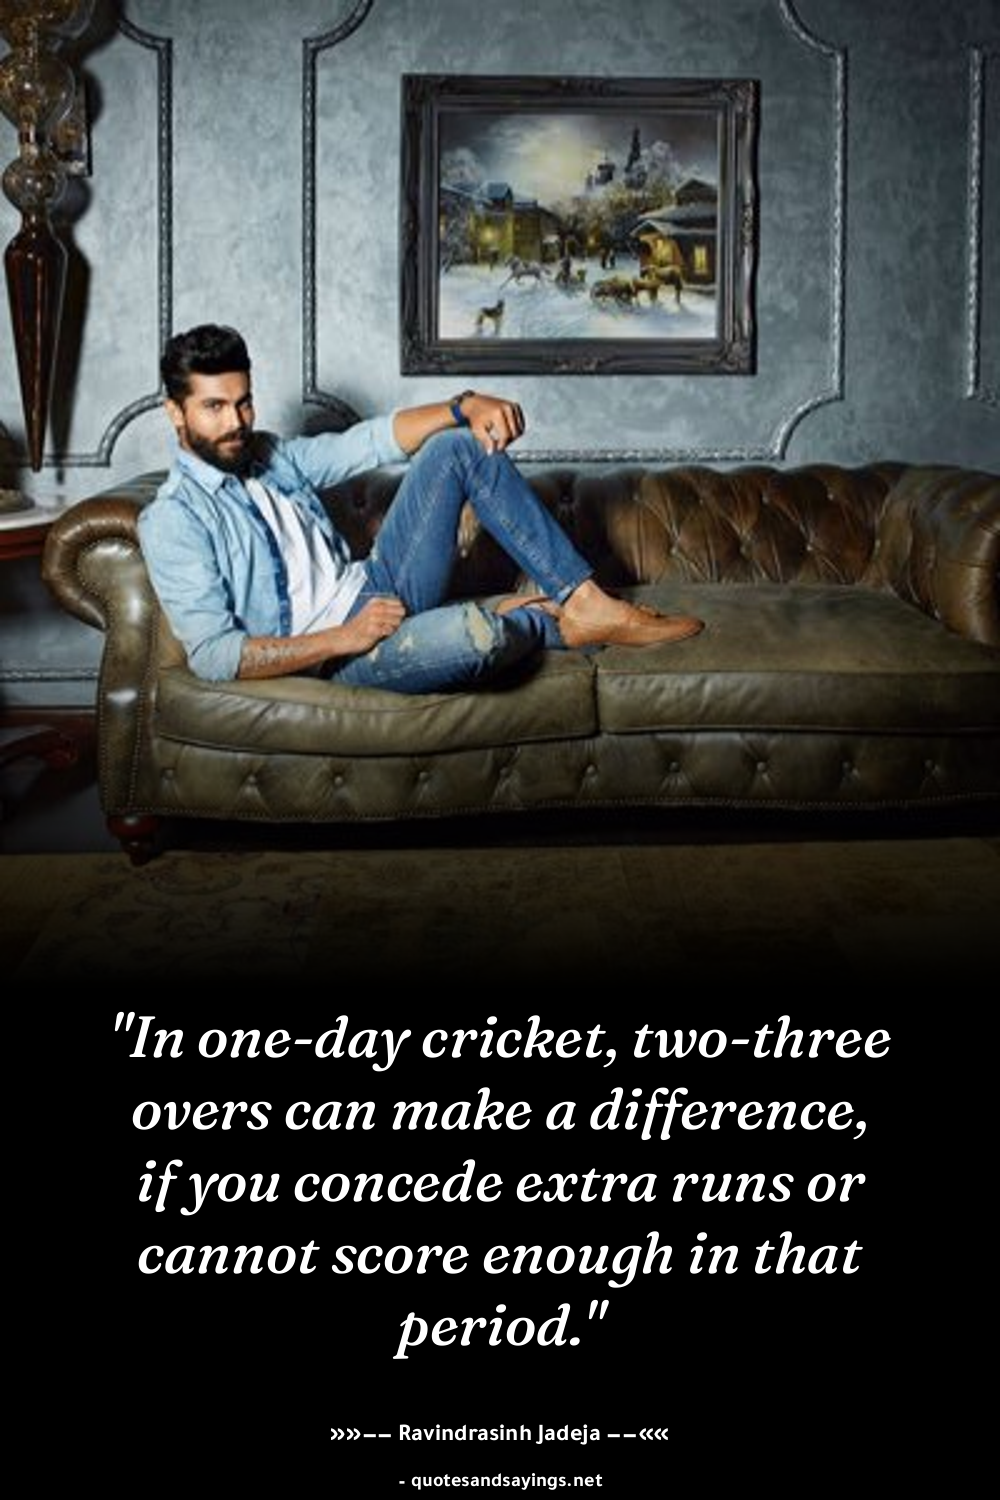 "In one-day cricket, two-three
overs can make a difference,
if you concede extra runs or
cannot score enough in that
period."
»»−− Ravindrasinh Jadeja −−««
- quotesandsayings.net